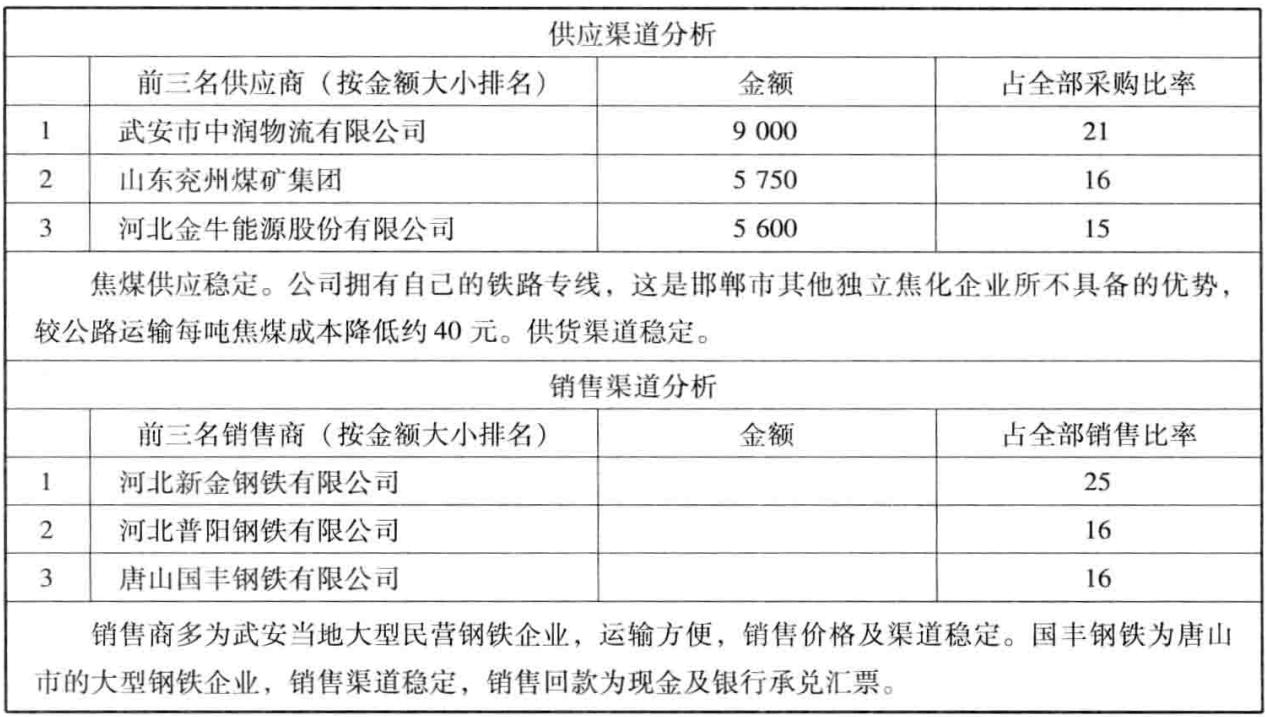 供应渠道分析
前三名供应商（按金额大小排名） 金额 占全部采购比率
1 武安市中润物流有限公司 9 000 21
2 山东兖州煤矿集团 5 750 16
3 河北金牛能源股份有限公司 5 600 15
焦煤供应稳定。公司拥有自己的铁路专线，这是邯郸市其他独立焦化企业所不具备的优势，
较公路运输每吨焦煤成本降低约 40 元。供货渠道稳定。
销售渠道分析
前三名销售商（按金额大小排名） 金额 占全部销售比率
1 河北新金钢铁有限公司 25
2 河北普阳钢铁有限公司 16
3 唐山国丰钢铁有限公司 16
销售商多为武安当地大型民营钢铁企业，运输方便，销售价格及渠道稳定。国丰钢铁为唐山
市的大型钢铁企业，销售渠道稳定，销售回款为现金及银行承兑汇票。